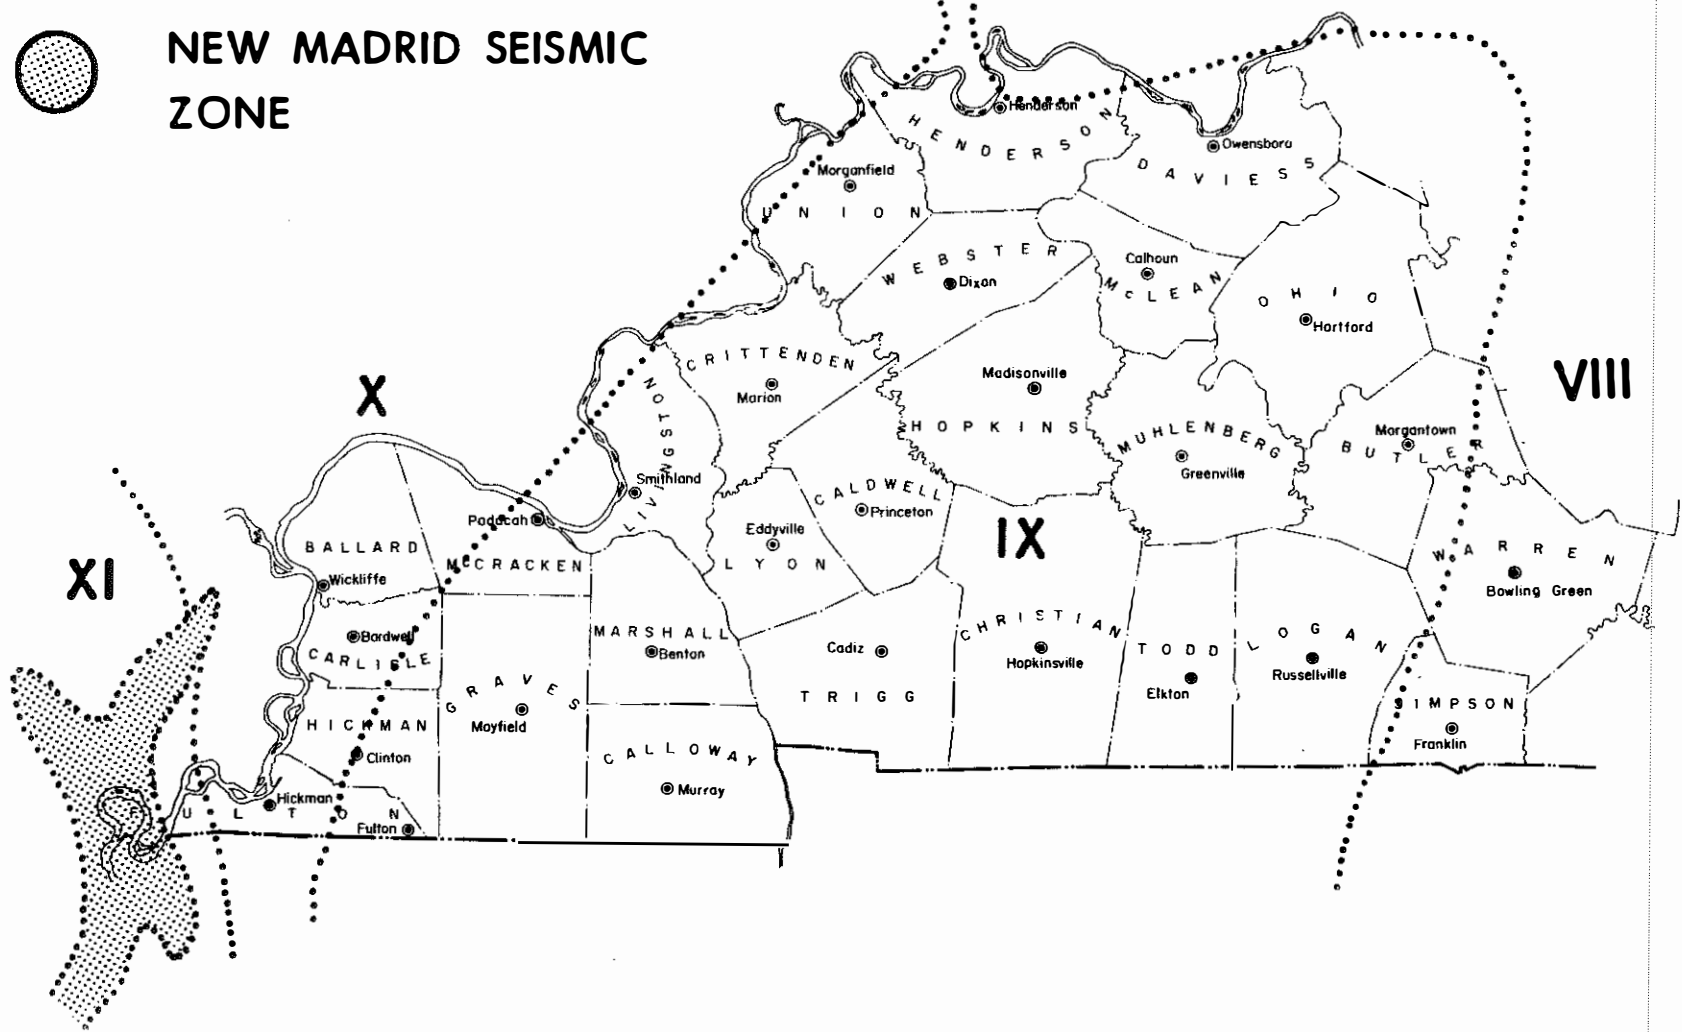 NEW MADRID SEISMIC
ZONE
Henderson
HENDERSON
Owensboro
DAVIESS
Morganfield
UNION
WEBSTER
Dixon
Calhoun
McLEAN
OHIO
Hartford
CRITTENDEN
Marion
Madisonville
HOPKINS
VIII
X
LIVINGSTON
Smithland
MUHLENBERG
Greenville
Morgantown
BUTLER
CALDWELL
Princeton
Eddyville
LYON
IX
Paducah
McCRACKEN
BALLARD
Wickliffe
XI
WARREN
Bowling Green
Bardwell
CARLISLE
MARSHALL
Benton
Cadiz
TRIGG
CHRISTIAN
Hopkinsville
TODD
Elkton
LOGAN
Russellville
SIMPSON
Franklin
GRAVES
Mayfield
HICKMAN
Clinton
CALLOWAY
Murray
Hickman
FULTON
Fulton